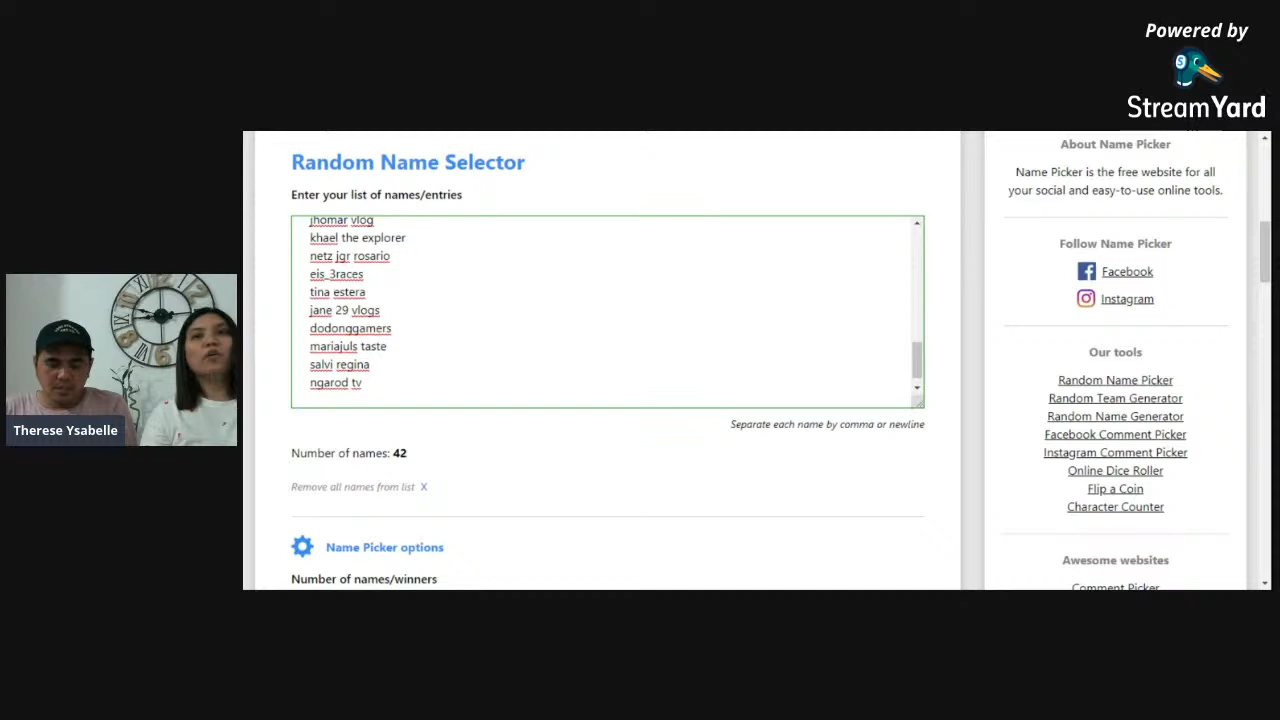 Powered by
StreamYard
Random Name Selector
Enter your list of names/entries
jhomar vlog
khael the explorer
netz jgr rosario
eis_3races
tina estera
jane 29 vlogs
dodonggamers
mariajuls taste
salvi regina
ngarod tv
Separate each name by comma or newline
Number of names: 42
Remove all names from list X
Name Picker options
Number of names/winners
About Name Picker
Name Picker is the free website for all
your social and easy-to-use online tools.
Follow Name Picker
Facebook
Instagram
Our tools
Random Name Picker
Random Team Generator
Random Name Generator
Facebook Comment Picker
Instagram Comment Picker
Online Dice Roller
Flip a Coin
Character Counter
Awesome websites
Comment Picker
Therese Ysabelle